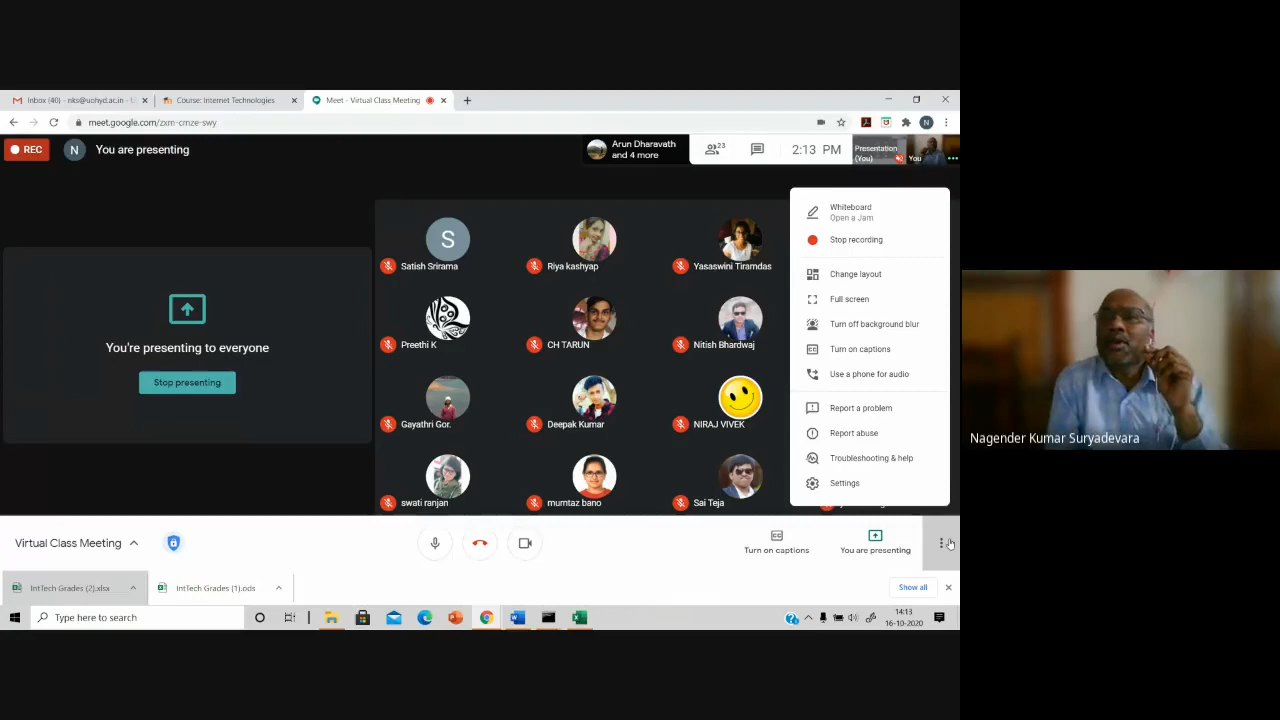 Inbox (40) - nks@uohyd.ac.in - U
Course: Internet Technologies
Meet - Virtual Class Meeting
meet.google.com/zxm-cmze-swy
REC
N
You are presenting
Arun Dharavath
and 4 more
23
2:13 PM
Presentation
(You)
You
N
Whiteboard
Open a Jam
Stop recording
Change layout
Full screen
Turn off background blur
Turn on captions
Use a phone for audio
Report a problem
Report abuse
Troubleshooting & help
Settings
You're presenting to everyone
Stop presenting
S
Satish Srirama
Riya kashyap
Yasaswini Tiramdas
Preethi K
CH TARUN
Nitish Bhardwaj
Gayathri Gor.
Deepak Kumar
NIRAJ VIVEK
swati ranjan
mumtaz bano
Sai Teja
Nagender Kumar Suryadevara
Virtual Class Meeting
Turn on captions
You are presenting
IntTech Grades (2).xlsx
IntTech Grades (1).ods
Show all
Type here to search
14:13
16-10-2020